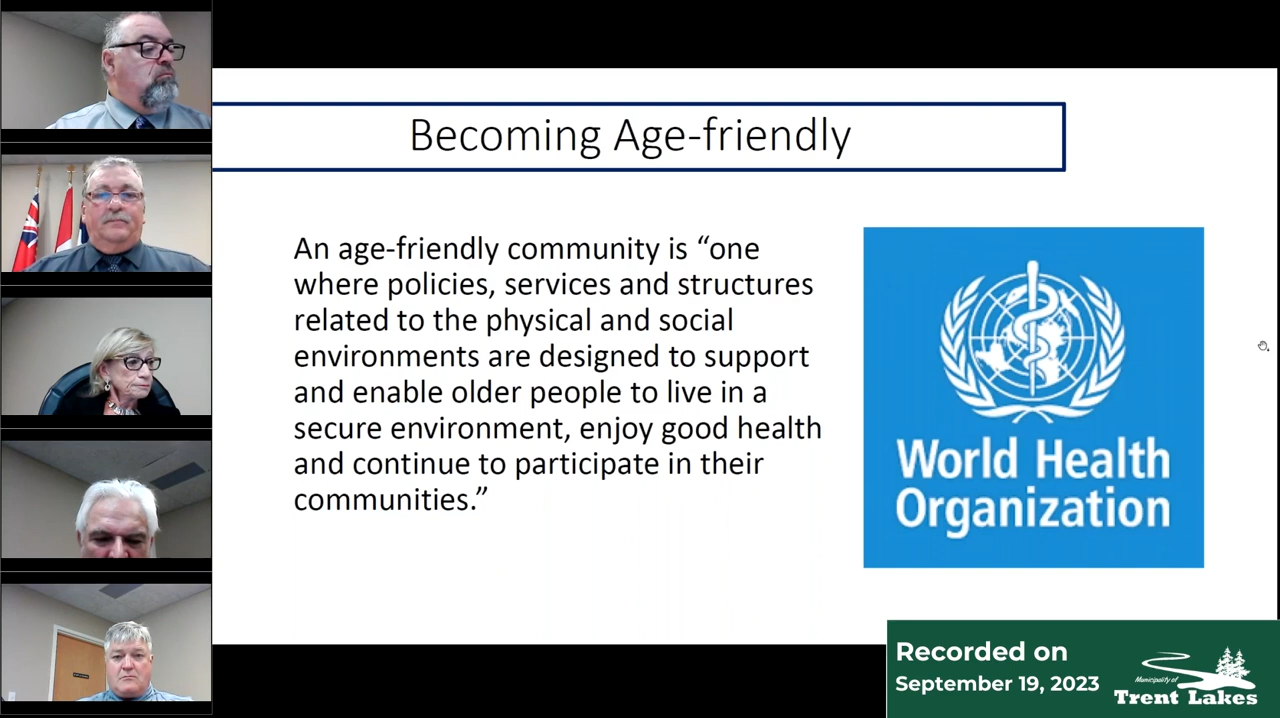 Becoming Age-friendly
An age-friendly community is “one
where policies, services and structures
related to the physical and social
environments are designed to support
and enable older people to live in a
secure environment, enjoy good health
and continue to participate in their
communities.”
World Health
Organization
Recorded on
September 19, 2023
Municipality of
Trent Lakes